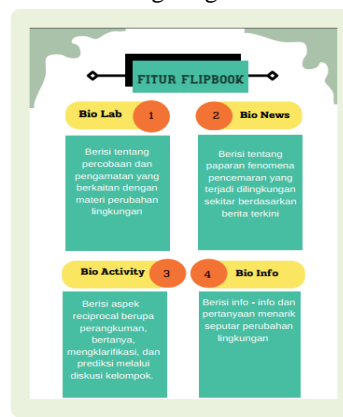 FITUR FLIPBOOK
Bio Lab 1
Berisi tentang
percobaan dan
pengamatan yang
berkaitan dengan
materi perubahan
lingkungan
2 Bio News
Berisi tentang
paparan fenomena
pencemaran yang
terjadi dilingkungan
sekitar berdasarkan
berita terkini
Bio Activity 3
Berisi aspek
reciprocal berupa
perangkuman,
bertanya,
mengklarifikasi, dan
prediksi melalui
diskusi kelompok.
4 Bio Info
Berisi info - info dan
pertanyaan menarik
seputar perubahan
lingkungan